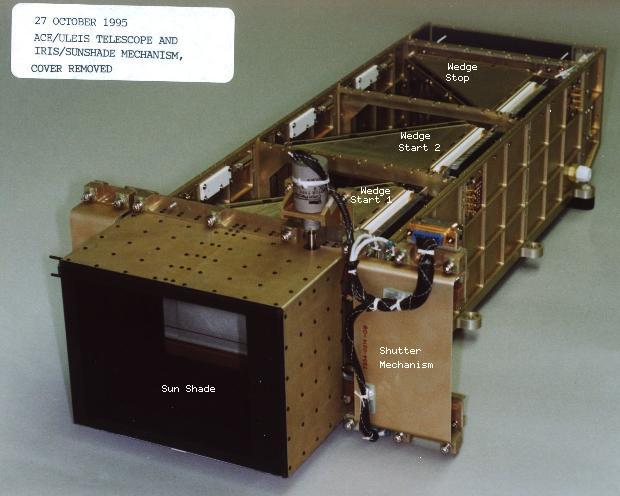 27 OCTOBER 1995
ACE/ULEIS TELESCOPE AND
IRIS/SUNSHADE MECHANISM,
COVER REMOVED
Wedge
Stop
Wedge
Start 2
Wedge
Start 1
Shutter
Mechanism
Sun Shade